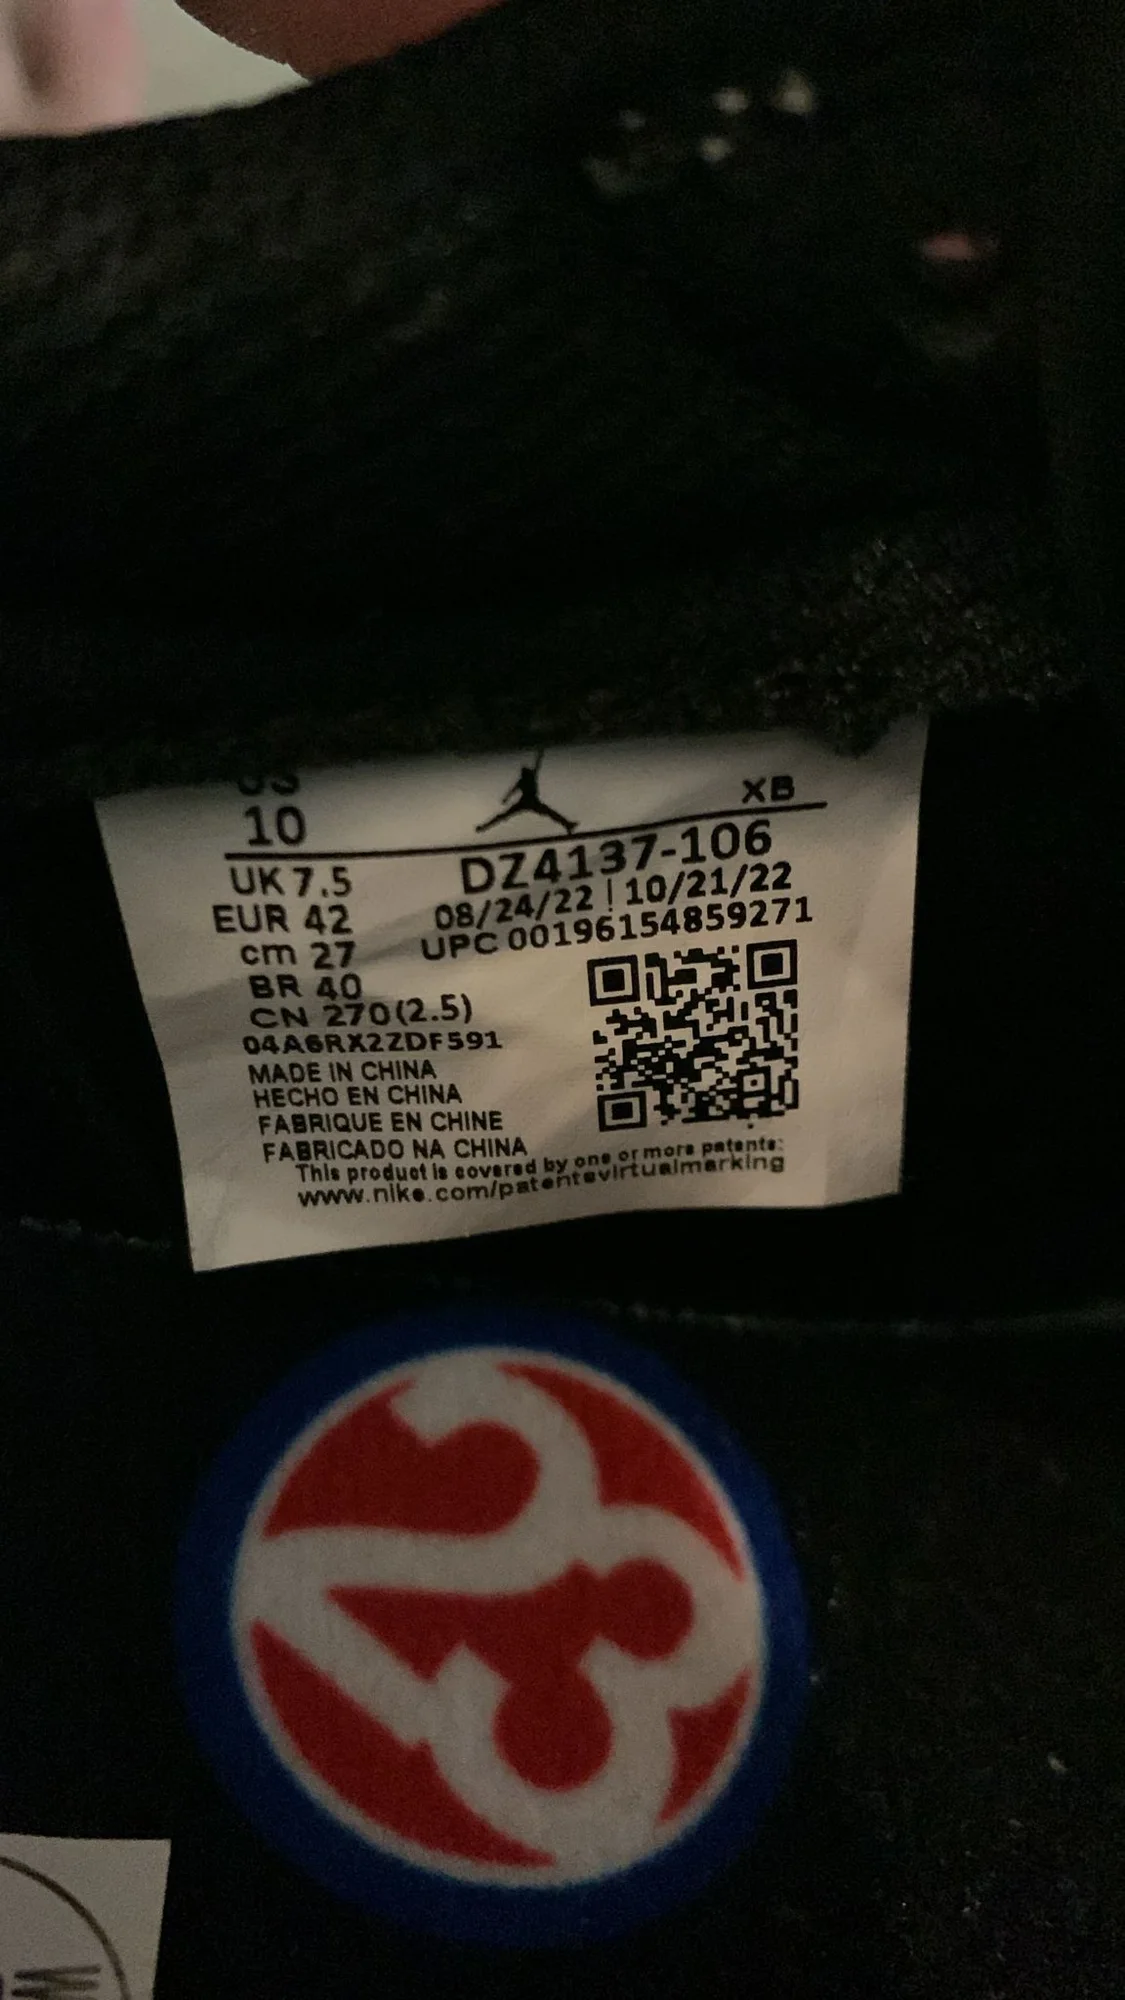 US
10
XB
UK 7.5
DZ4137-106
EUR 42
08/24/22 | 10/21/22
cm 27
UPC 00196154859271
BR 40
CN 270(2.5)
04A6RX2ZDF591
MADE IN CHINA
HECHO EN CHINA
FABRIQUE EN CHINE
FABRICADO NA CHINA
This product is covered by one or more patents:
www.nike.com/patentsvirtualmarking
23